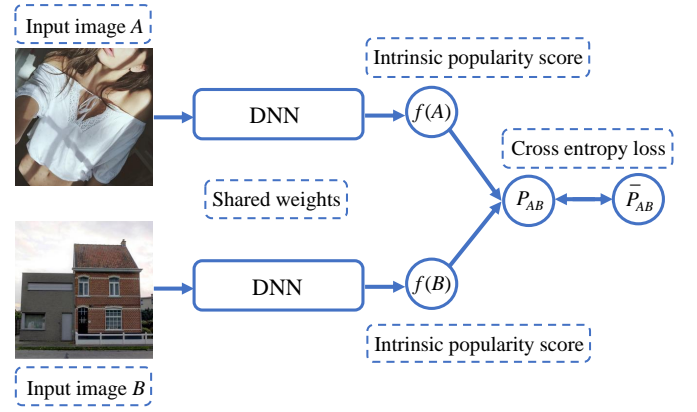 Input image A
Intrinsic popularity score
DNN
f(A)
Cross entropy loss
Shared weights
P_AB
P̅_AB
DNN
f(B)
Intrinsic popularity score
Input image B